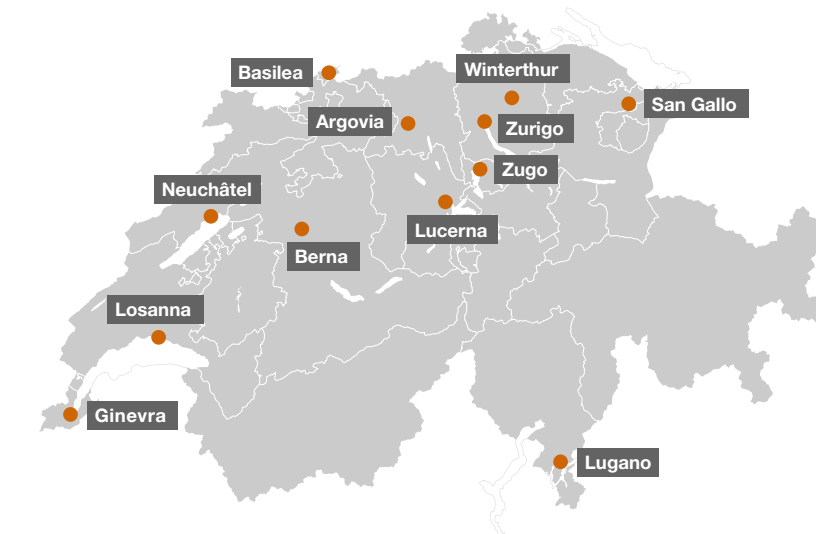 Basilea
Winterthur
San Gallo
Argovia
Zurigo
Zugo
Neuchâtel
Lucerna
Berna
Losanna
Ginevra
Lugano